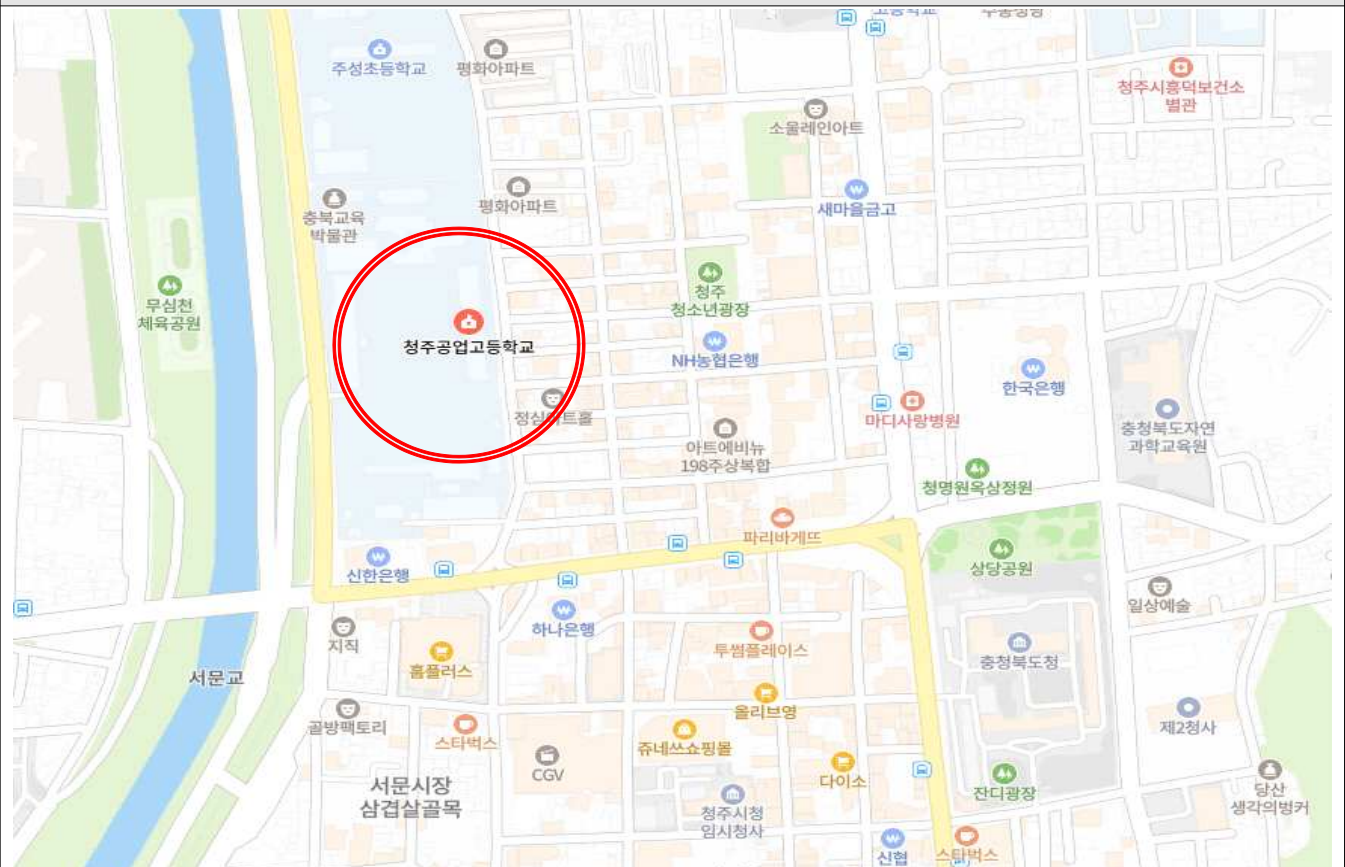 고등학교
우동성당
주성초등학교
평화아파트
청주시흥덕보건소
별관
소울레인아트
충북교육
박물관
평화아파트
새마을금고
무심천
체육공원
청주
청소년광장
청주공업고등학교
NH농협은행
한국은행
정심아트홀
마디사랑병원
충청북도자연
과학교육원
아트에비뉴
198주상복합
청명원옥상정원
파리바게뜨
상당공원
신한은행
일상예술
하나은행
지직
투썸플레이스
홈플러스
충청북도청
서문교
올리브영
골방팩토리
스타벅스
쥬네쓰쇼핑몰
제2청사
CGV
다이소
서문시장
삼겹살골목
잔디광장
당산
생각의벙커
청주시청
임시청사
신협
스타벅스